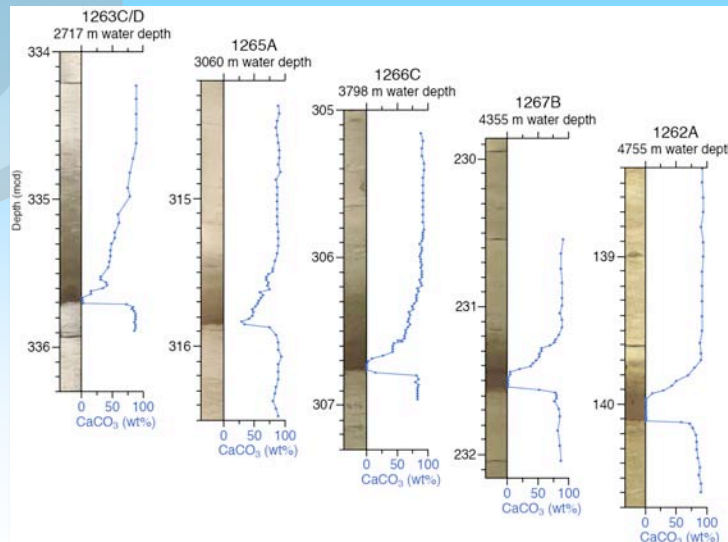 1263C/D
2717 m water depth
334
335
336
Depth (mcd)
0 50 100
CaCO₃ (wt%)
1265A
3060 m water depth
315
316
0 50 100
CaCO₃ (wt%)
1266C
3798 m water depth
305
306
307
0 50 100
CaCO₃ (wt%)
1267B
4355 m water depth
230
231
232
0 50 100
CaCO₃ (wt%)
1262A
4755 m water depth
139
140
0 50 100
CaCO₃ (wt%)